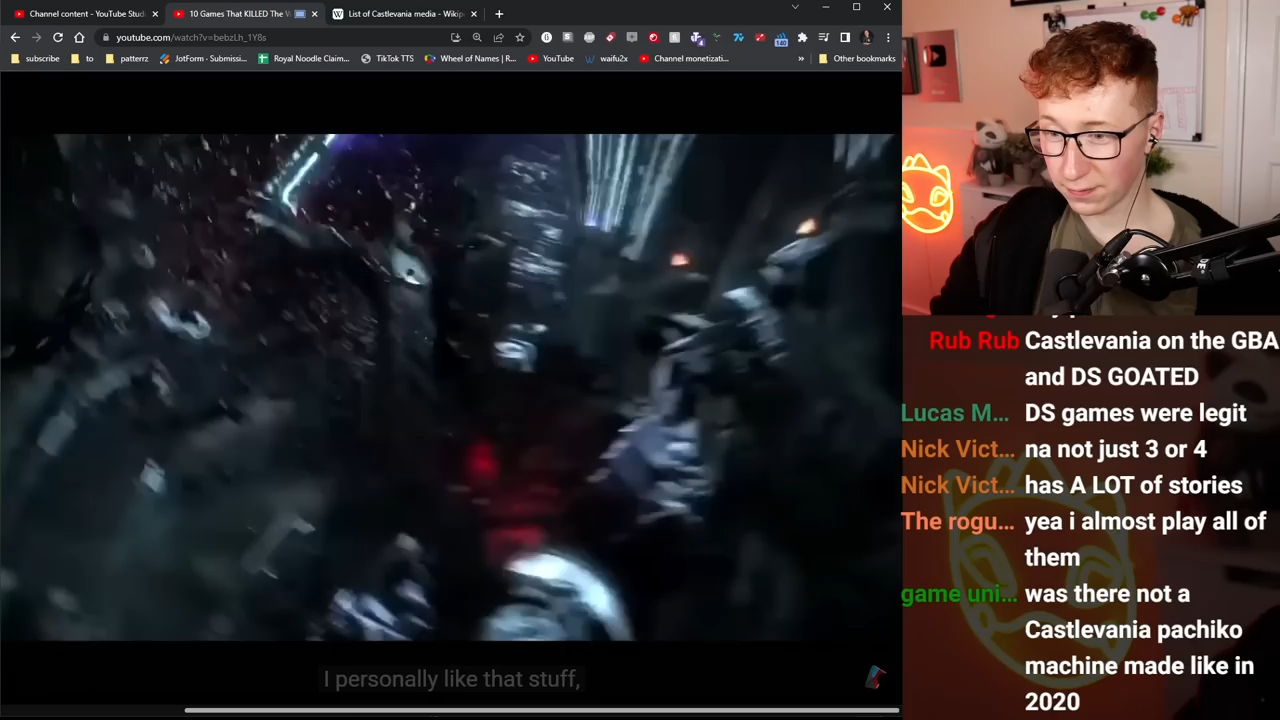 Channel content - YouTube Stud
10 Games That KILLED The V
List of Castlevania media - Wikip
youtube.com/watch?v=bebzLh_1Y8s
subscribe
to
patterrz
JotForm · Submissi...
Royal Noodle Claim...
TikTok TTS
Wheel of Names | R...
YouTube
waifu2x
Channel monetizati...
Other bookmarks
140
Rub Rub Castlevania on the GBA
and DS GOATED
Lucas M... DS games were legit
Nick Vict... na not just 3 or 4
Nick Vict... has A LOT of stories
The rogu... yea i almost play all of
them
game uni... was there not a
Castlevania pachiko
machine made like in
2020
I personally like that stuff,